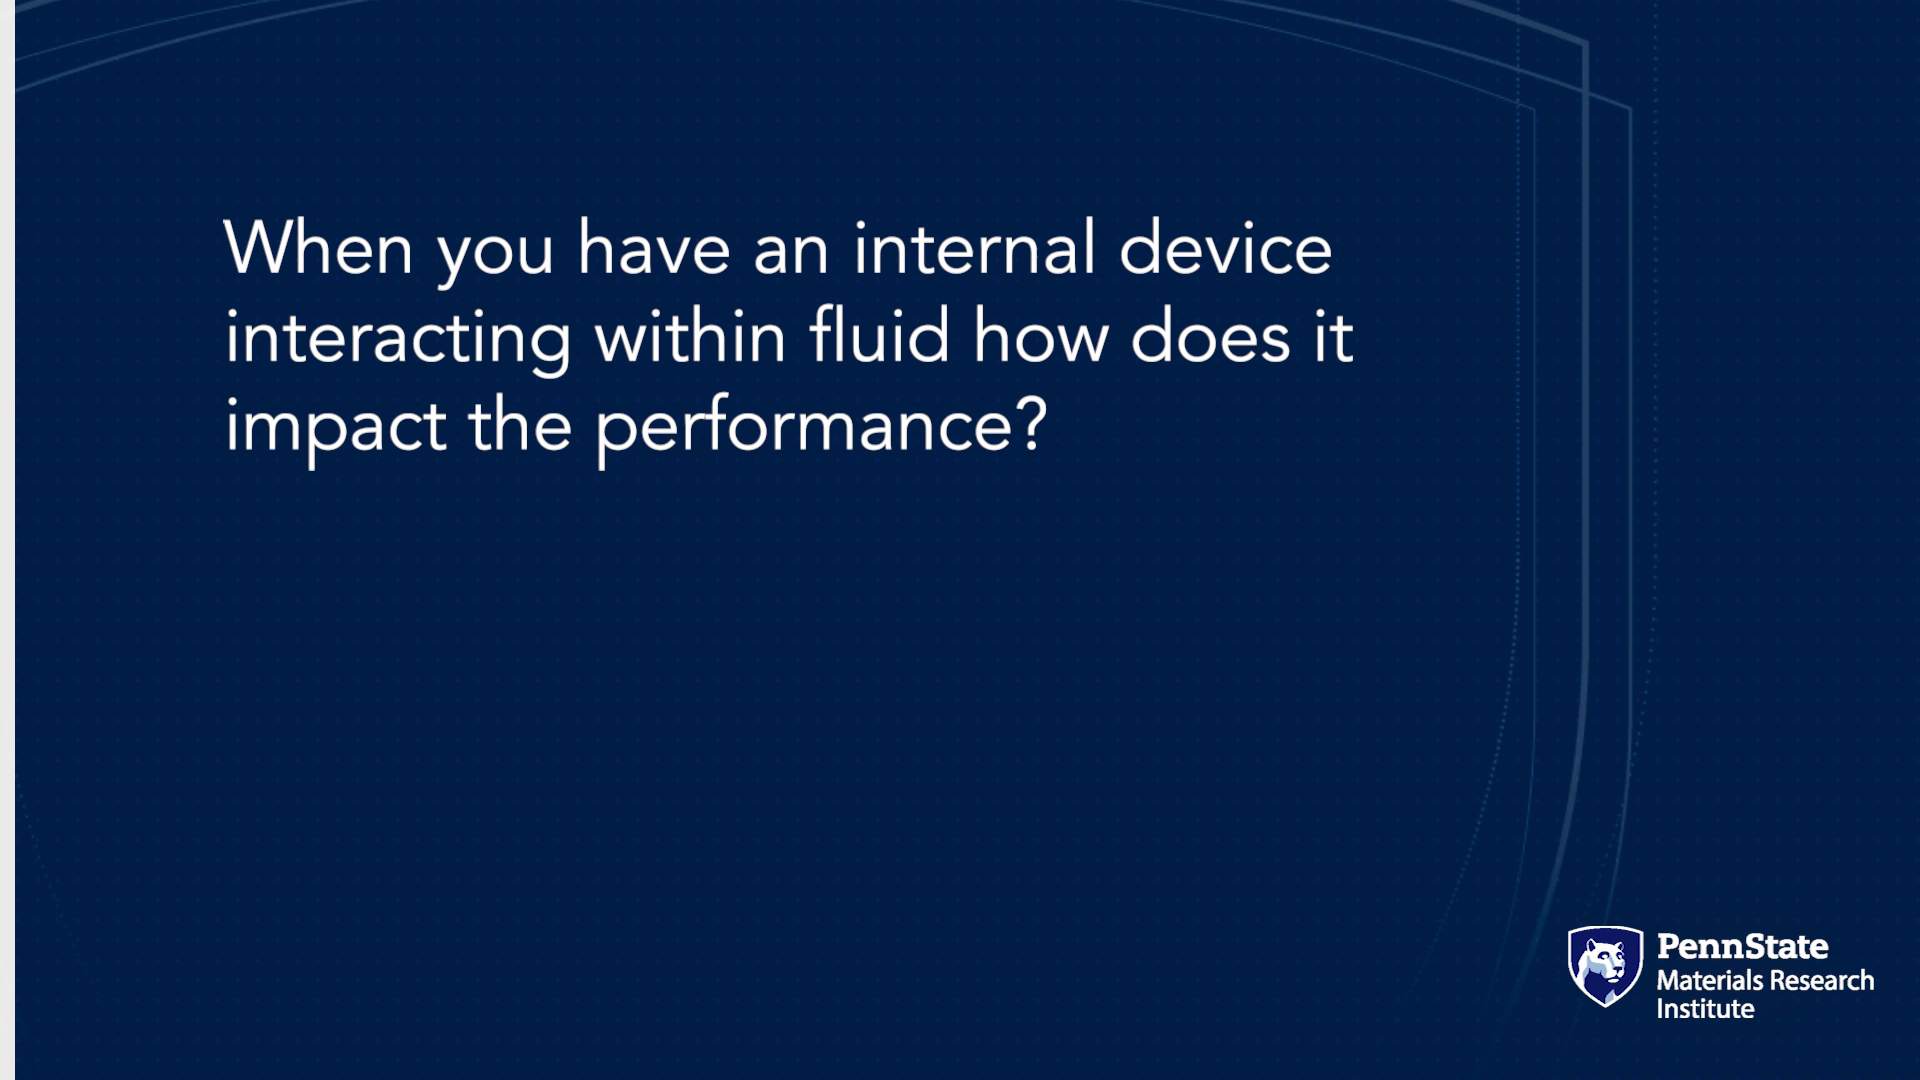 When you have an internal device
interacting within fluid how does it
impact the performance?
PennState
Materials Research
Institute